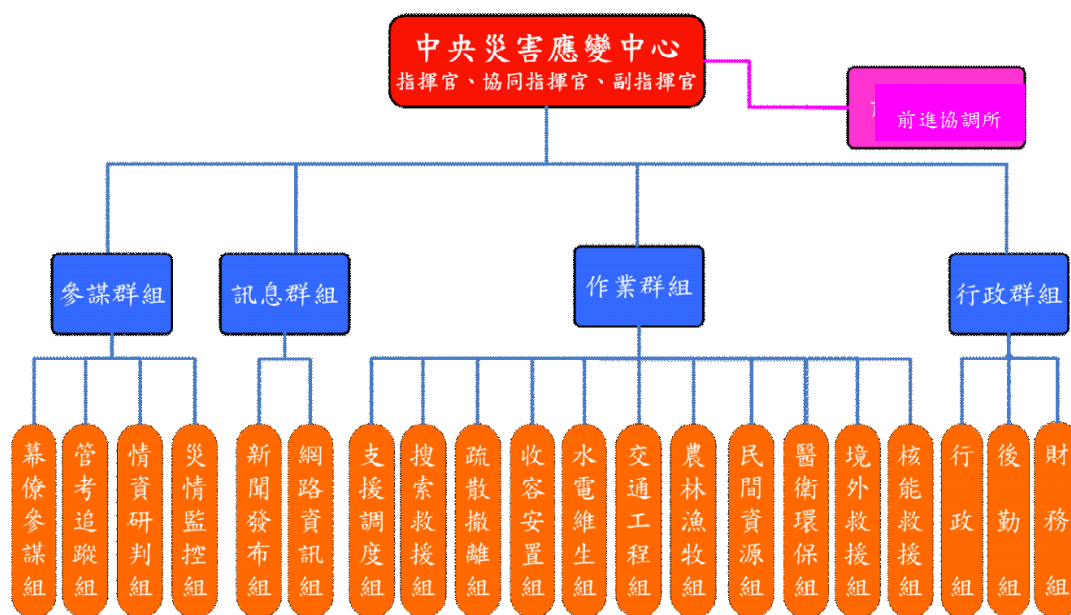 中央災害應變中心
指揮官、協同指揮官、副指揮官
前進協調所
參謀群組
訊息群組
作業群組
行政群組
幕僚參謀組
管考追蹤組
情資研判組
災情監控組
新聞發布組
網路資訊組
支援調度組
搜索救援組
疏散撤離組
收容安置組
水電維生組
交通工程組
農林漁牧組
民間資源組
醫衛環保組
境外救援組
核能救援組
行政組
後勤組
財務組